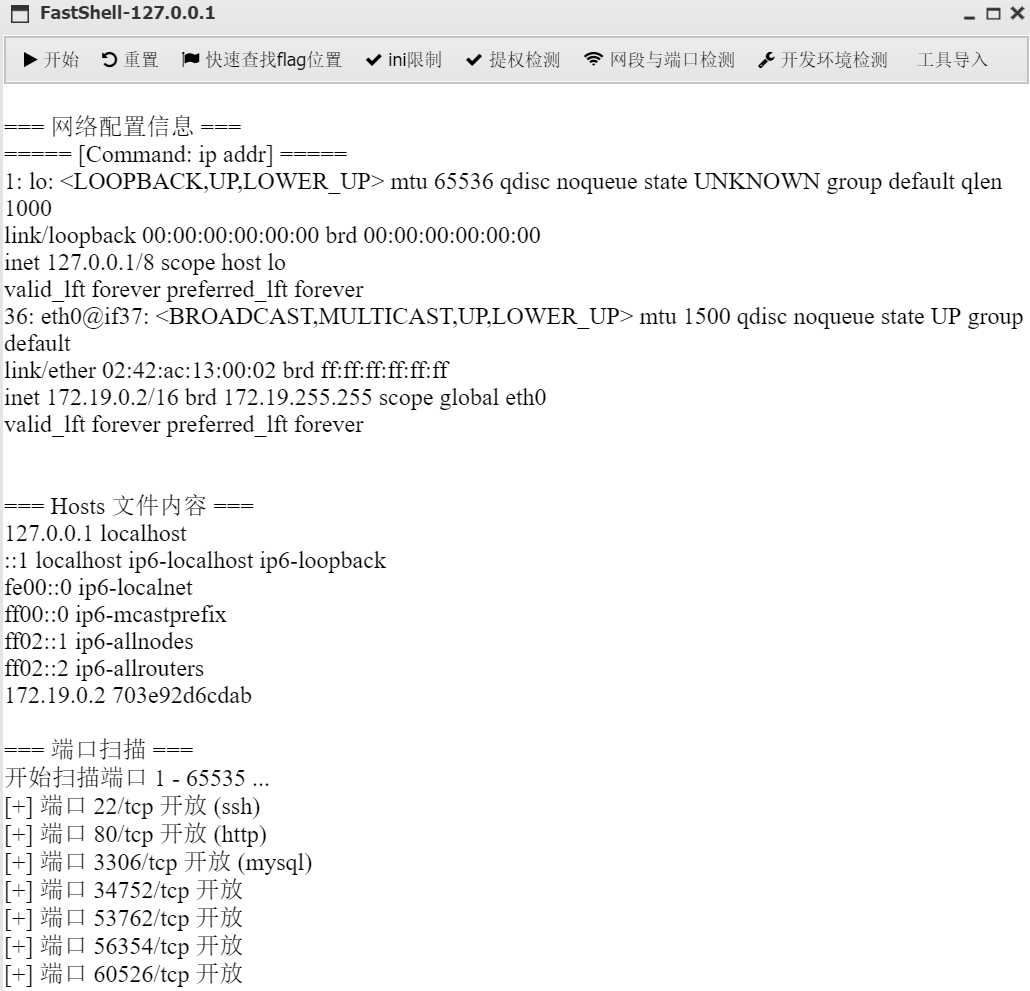 FastShell-127.0.0.1
开始 重置 快速查找flag位置 ini限制 提权检测 网段与端口检测 开发环境检测 工具导入
=== 网络配置信息 ===
===== [Command: ip addr] =====
1: lo: <LOOPBACK,UP,LOWER_UP> mtu 65536 qdisc noqueue state UNKNOWN group default qlen
1000
link/loopback 00:00:00:00:00:00 brd 00:00:00:00:00:00
inet 127.0.0.1/8 scope host lo
valid_lft forever preferred_lft forever
36: eth0@if37: <BROADCAST,MULTICAST,UP,LOWER_UP> mtu 1500 qdisc noqueue state UP group
default
link/ether 02:42:ac:13:00:02 brd ff:ff:ff:ff:ff:ff
inet 172.19.0.2/16 brd 172.19.255.255 scope global eth0
valid_lft forever preferred_lft forever
=== Hosts 文件内容 ===
127.0.0.1 localhost
::1 localhost ip6-localhost ip6-loopback
fe00::0 ip6-localnet
ff00::0 ip6-mcastprefix
ff02::1 ip6-allnodes
ff02::2 ip6-allrouters
172.19.0.2 703e92d6cdab
=== 端口扫描 ===
开始扫描端口 1 - 65535 ...
[+] 端口 22/tcp 开放 (ssh)
[+] 端口 80/tcp 开放 (http)
[+] 端口 3306/tcp 开放 (mysql)
[+] 端口 34752/tcp 开放
[+] 端口 53762/tcp 开放
[+] 端口 56354/tcp 开放
[+] 端口 60526/tcp 开放